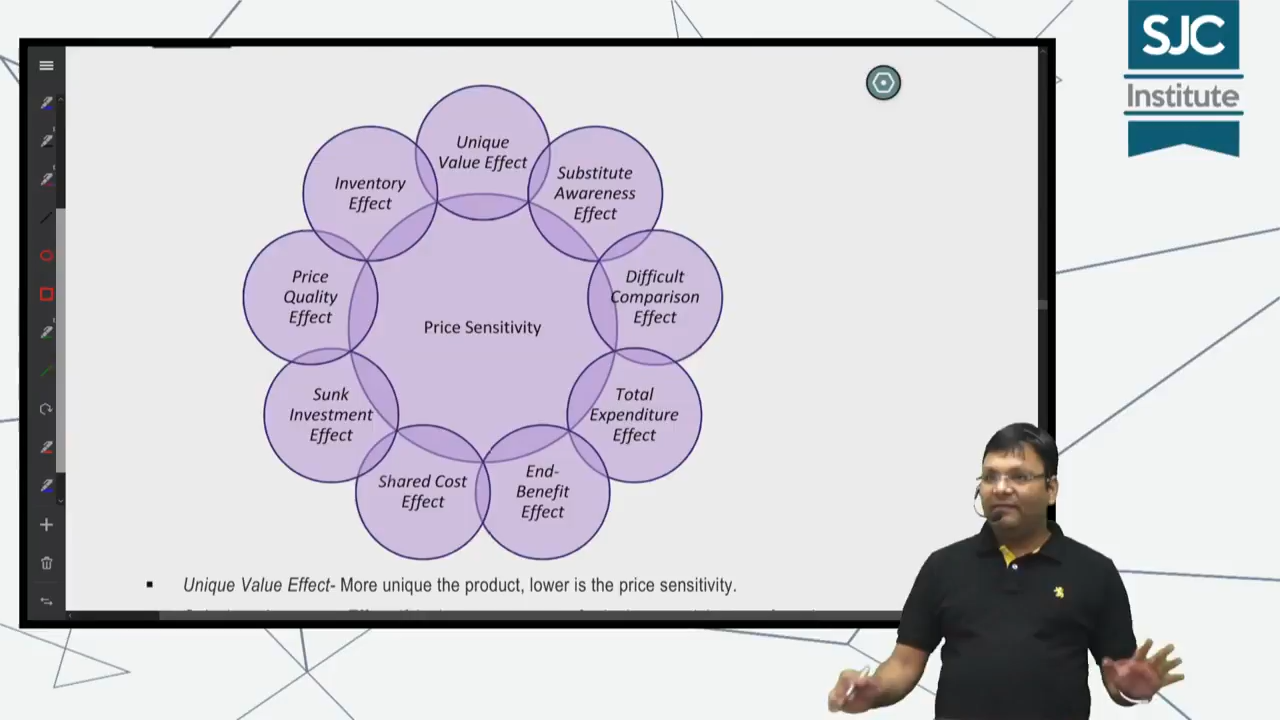 SJC
Institute
Unique
Value Effect
Substitute
Awareness
Effect
Difficult
Comparison
Effect
Total
Expenditure
Effect
End-
Benefit
Effect
Shared Cost
Effect
Sunk
Investment
Effect
Price
Quality
Effect
Inventory
Effect
Price Sensitivity
▪ Unique Value Effect- More unique the product, lower is the price sensitivity.